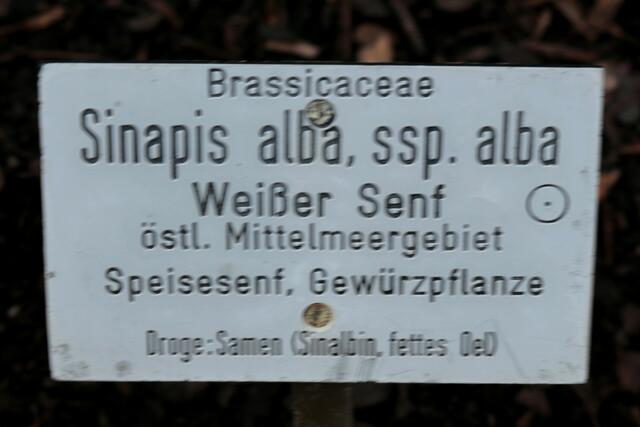 Brassicaceae
Sinapis alba, ssp. alba
Weißer Senf
östl. Mittelmeergebiet
Speisesenf, Gewürzpflanze
Droge: Samen (Sinalbin, fettes Oel)